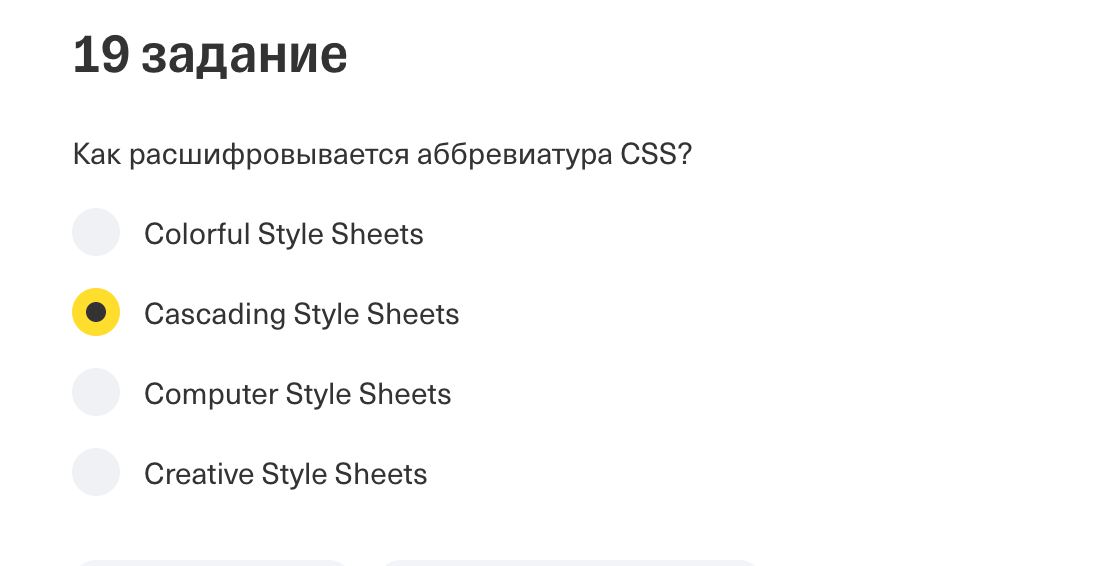 19 задание
Как расшифровывается аббревиатура CSS?
Colorful Style Sheets
Cascading Style Sheets
Computer Style Sheets
Creative Style Sheets